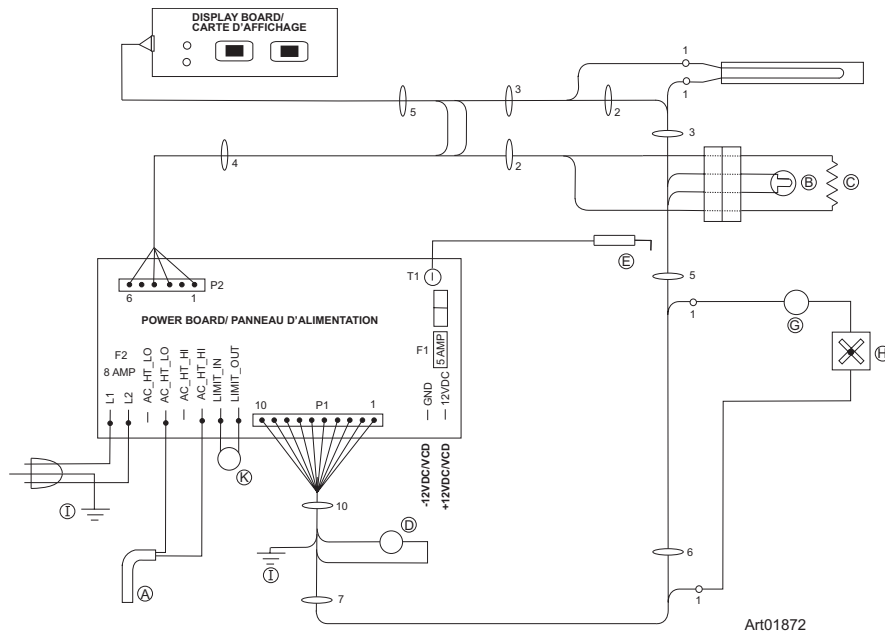 DISPLAY BOARD/
CARTE D'AFFICHAGE
1
1
5
3
2
3
4
2
B
C
E
5
T1
P2
6
1
POWER BOARD/ PANNEAU D'ALIMENTATION
F1
5 AMP
F2
8 AMP
L1
L2
AC_HT_LO
AC_HT_LO
AC_HT_HI
AC_HT_HI
LIMIT_IN
LIMIT_OUT
GND
12VDC
10
P1
1
-12VDC/VCD
+12VDC/VCD
1
G
H
K
I
10
D
I
A
7
6
1
Art01872